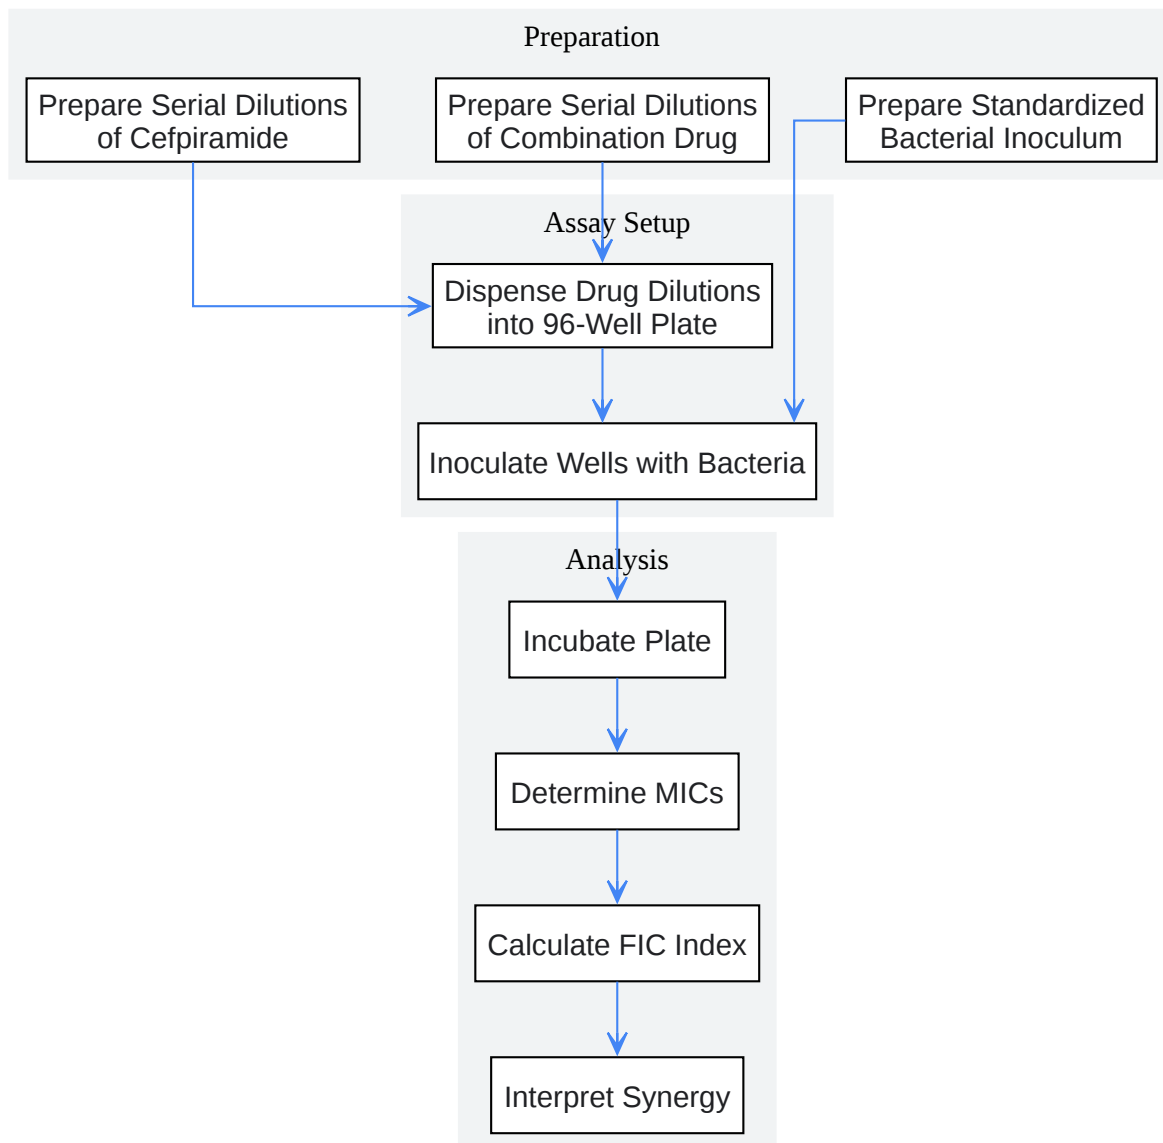 Preparation
Prepare Serial Dilutions
of Cefpiramide
Prepare Serial Dilutions
of Combination Drug
Prepare Standardized
Bacterial Inoculum
Assay Setup
Dispense Drug Dilutions
into 96-Well Plate
Inoculate Wells with Bacteria
Analysis
Incubate Plate
Determine MICs
Calculate FIC Index
Interpret Synergy